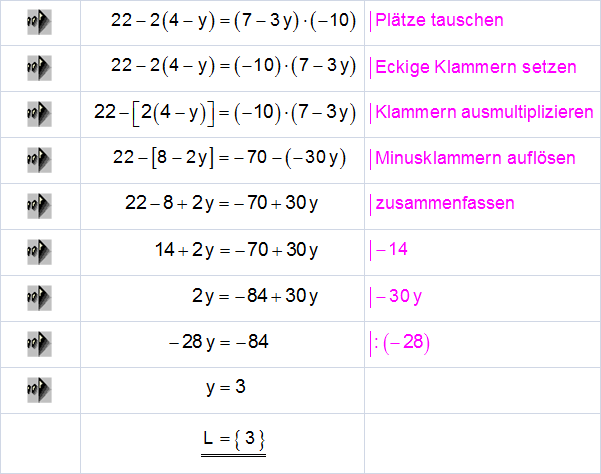 22 − 2(4 − y) = (7 − 3y)·(−10) | Plätze tauschen
22 − 2(4 − y) = (−10)·(7 − 3y) | Eckige Klammern setzen
22 − [2(4 − y)] = (−10)·(7 − 3y) | Klammern ausmultiplizieren
22 − [8 − 2y] = −70 − (−30y) | Minusklammern auflösen
22 − 8 + 2y = −70 + 30y | zusammenfassen
14 + 2y = −70 + 30y | −14
2y = −84 + 30y | −30y
−28y = −84 | : (−28)
y = 3
L = {3}